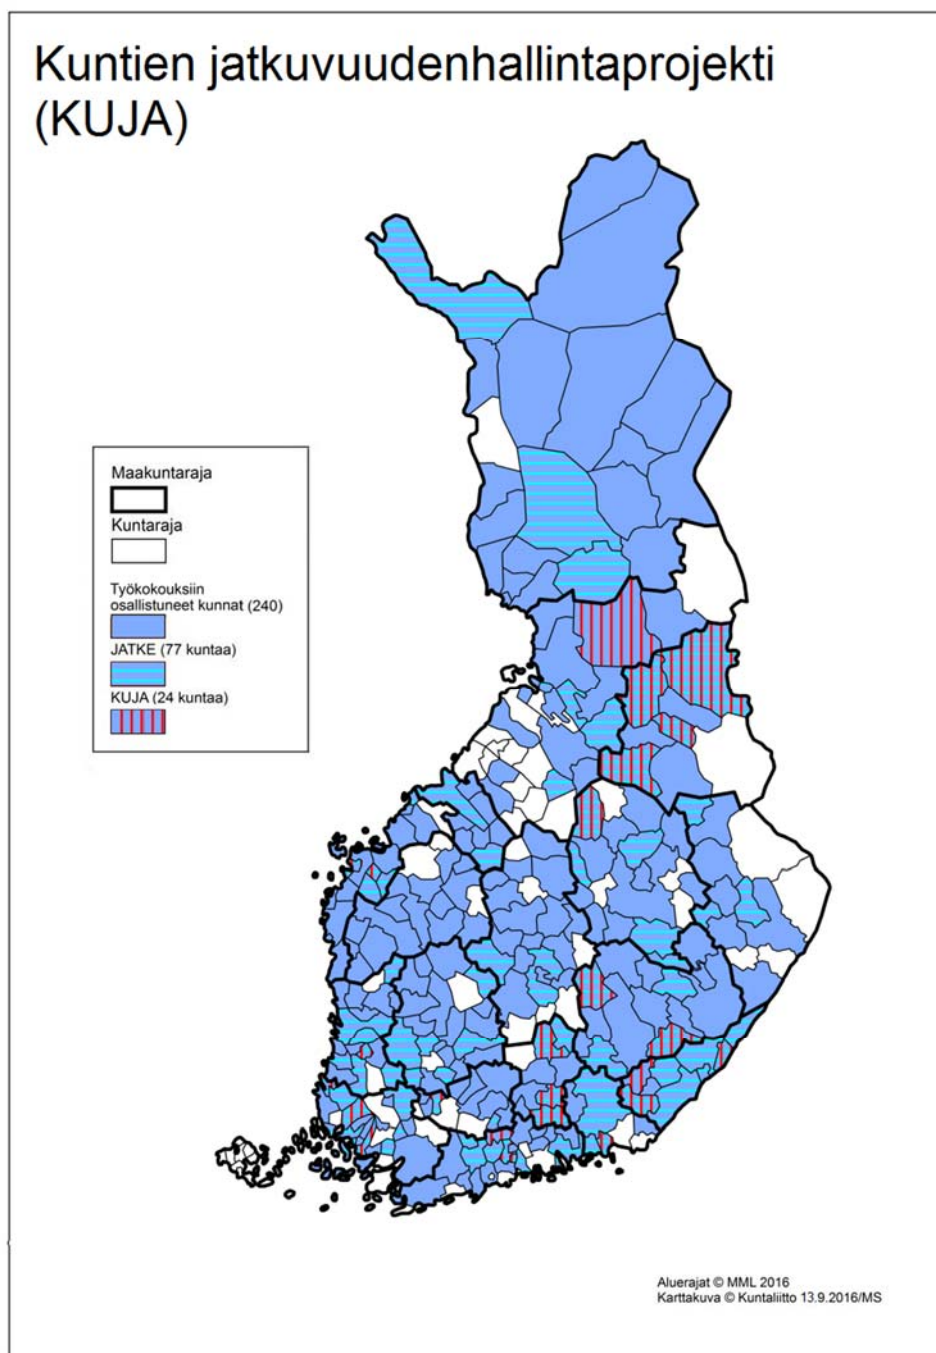 Kuntien jatkuvuudenhallintaprojekti
(KUJA)
Maakuntaraja
Kuntaraja
Työkokouksiin
osallistuneet kunnat (240)
JATKE (77 kuntaa)
KUJA (24 kuntaa)
Aluerajat © MML 2016
Karttakuva © Kuntaliitto 13.9.2016/MS